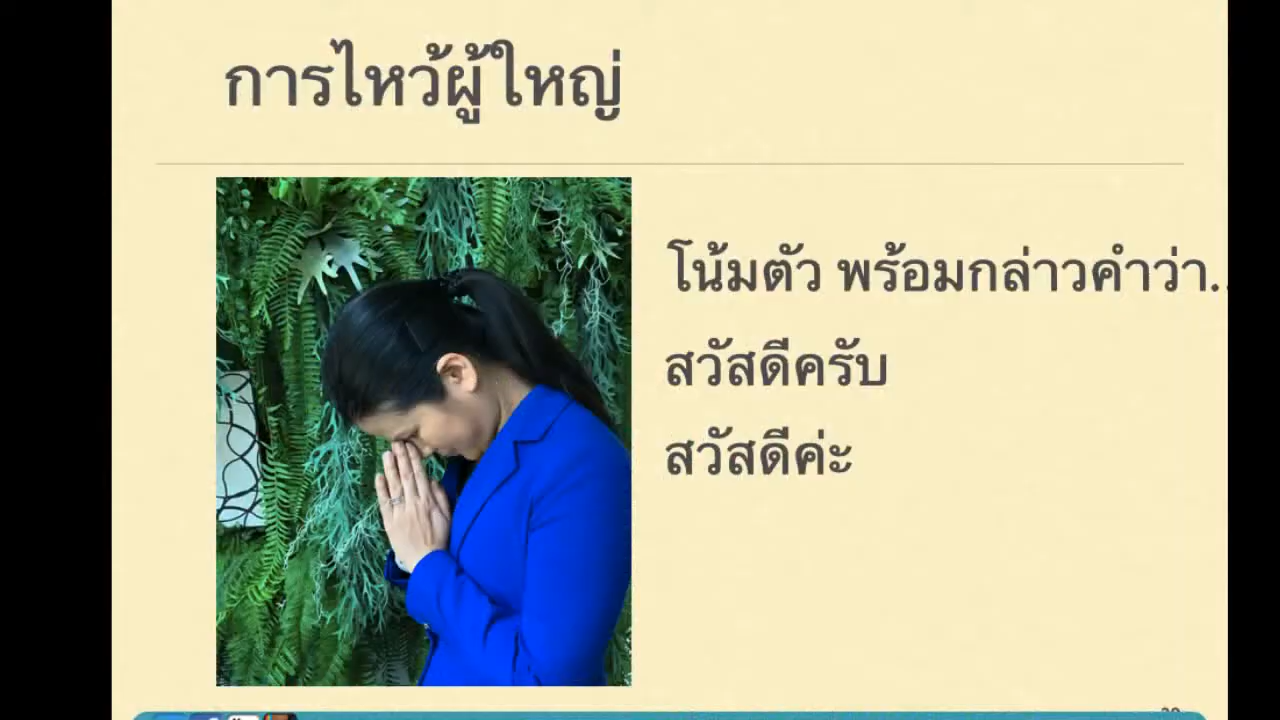 การไหว้ผู้ใหญ่
โน้มตัว พร้อมกล่าวคำว่า..
สวัสดีครับ
สวัสดีค่ะ